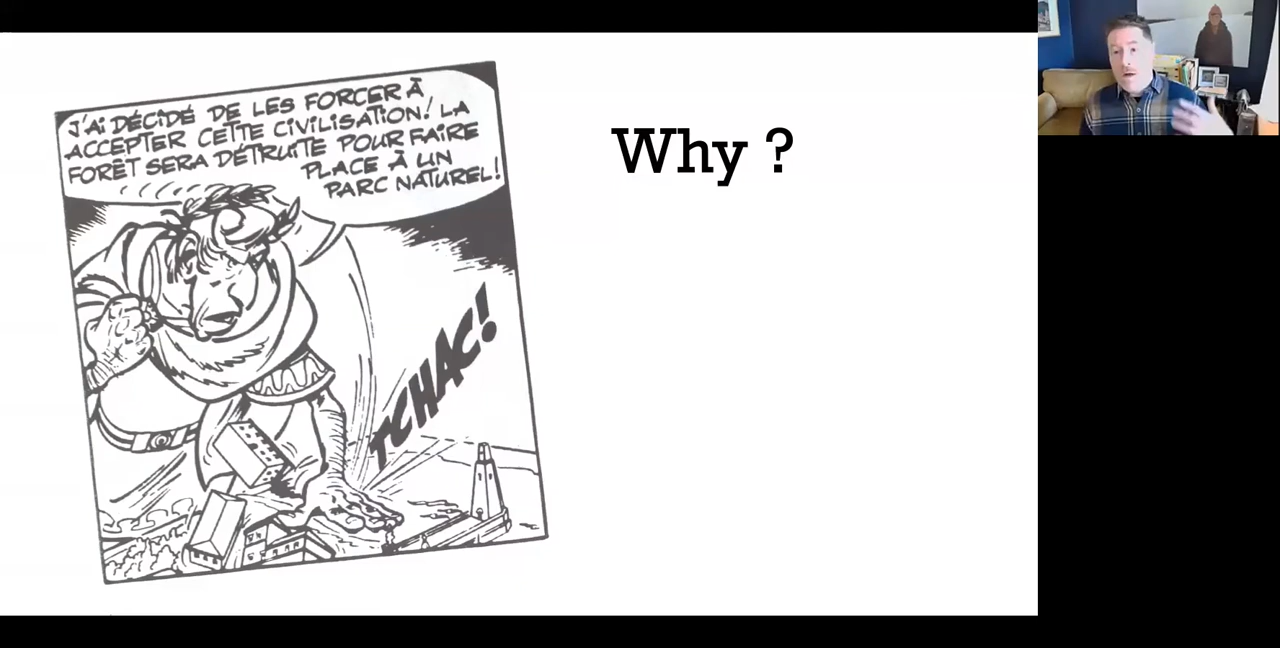 J'AI DÉCIDÉ DE LES FORCER À
ACCEPTER CETTE CIVILISATION! LA
FORÊT SERA DÉTRUITE POUR FAIRE
PLACE À UN
PARC NATUREL!
Why ?
TCHAC!